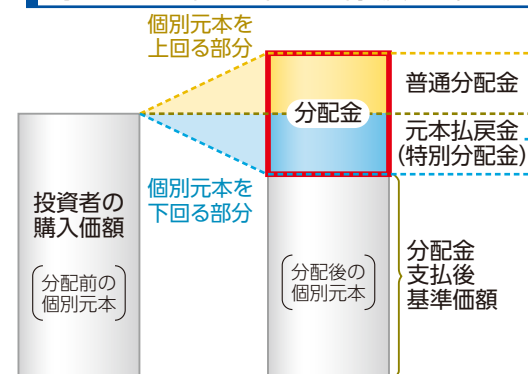 個別元本を
上回る部分
分配金
普通分配金
元本払戻金
(特別分配金)
個別元本を
下回る部分
投資者の
購入価額
分配前の
個別元本
分配後の
個別元本
分配金
支払後
基準価額